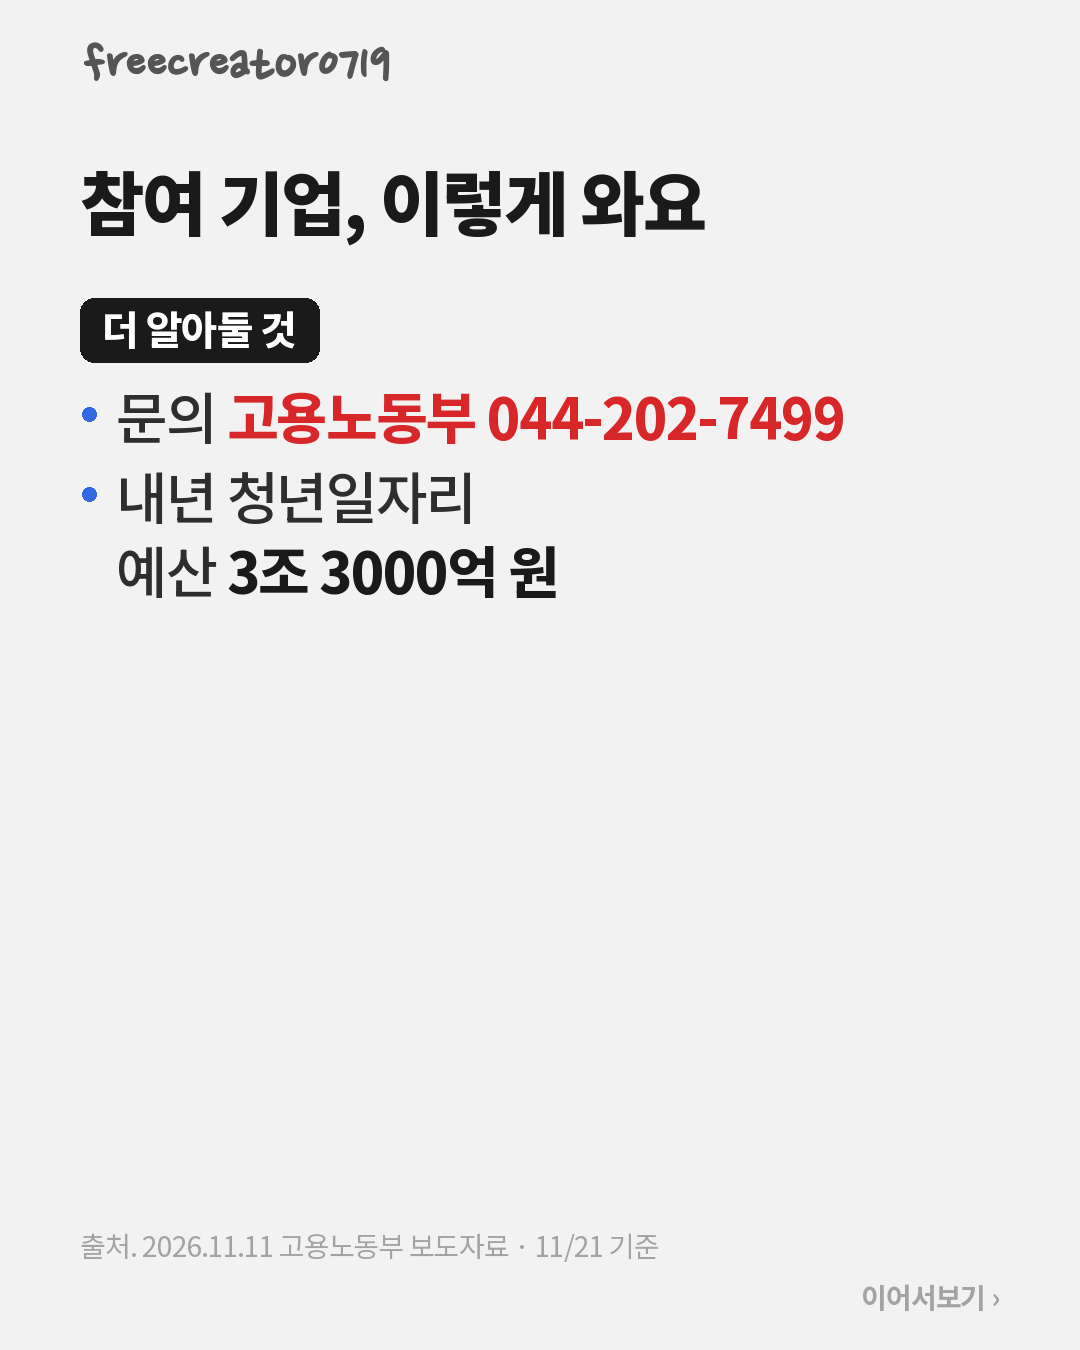 freecreator0719
참여 기업, 이렇게 와요
더 알아둘 것
• 문의 고용노동부 044-202-7499
• 내년 청년일자리
예산 3조 3000억 원
출처. 2026.11.11 고용노동부 보도자료 · 11/21 기준
이어서보기 ›